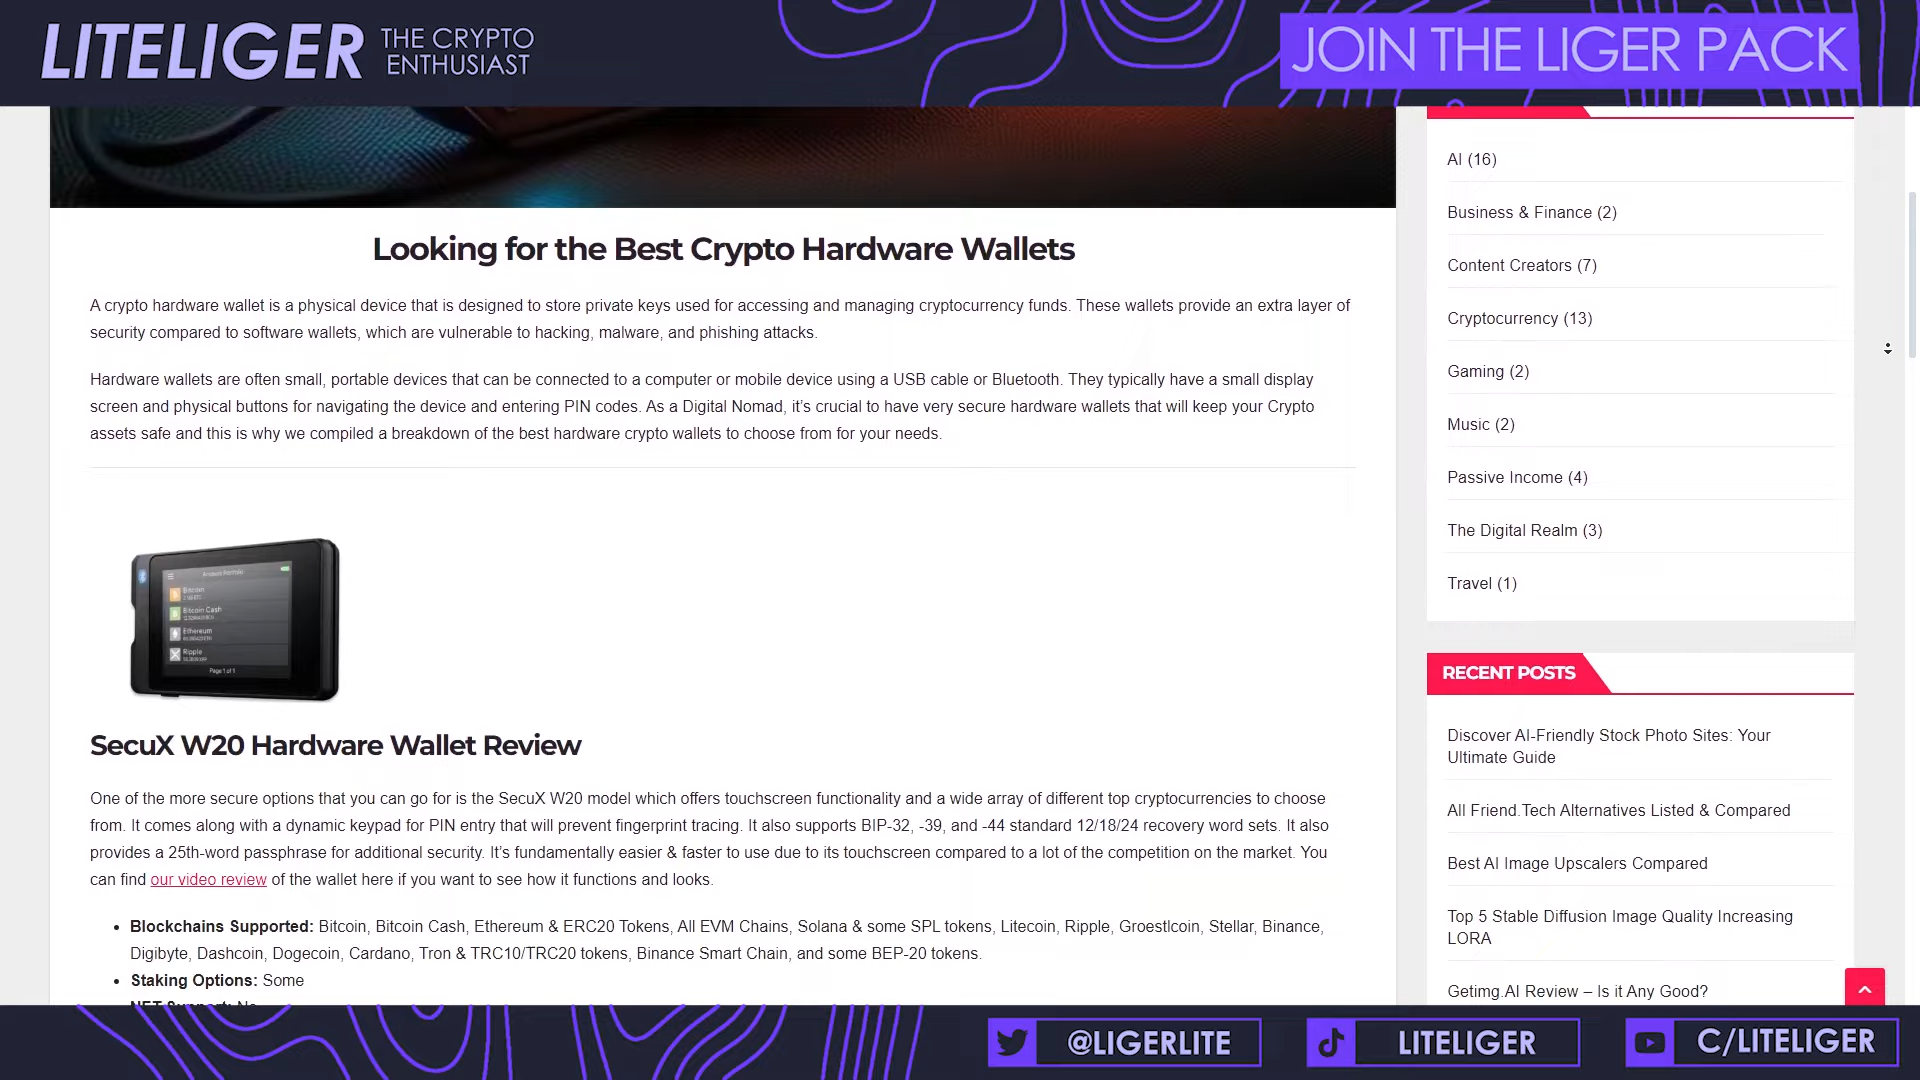 LITELIGER THE CRYPTO
ENTHUSIAST
JOIN THE LIGER PACK
Looking for the Best Crypto Hardware Wallets
A crypto hardware wallet is a physical device that is designed to store private keys used for accessing and managing cryptocurrency funds. These wallets provide an extra layer of
security compared to software wallets, which are vulnerable to hacking, malware, and phishing attacks.
Hardware wallets are often small, portable devices that can be connected to a computer or mobile device using a USB cable or Bluetooth. They typically have a small display
screen and physical buttons for navigating the device and entering PIN codes. As a Digital Nomad, it’s crucial to have very secure hardware wallets that will keep your Crypto
assets safe and this is why we compiled a breakdown of the best hardware crypto wallets to choose from for your needs.
Bitcoin
Bitcoin Cash
Ethereum
Ripple
Page 1 of 1
SecuX W20 Hardware Wallet Review
One of the more secure options that you can go for is the SecuX W20 model which offers touchscreen functionality and a wide array of different top cryptocurrencies to choose
from. It comes along with a dynamic keypad for PIN entry that will prevent fingerprint tracing. It also supports BIP-32, -39, and -44 standard 12/18/24 recovery word sets. It also
provides a 25th-word passphrase for additional security. It’s fundamentally easier & faster to use due to its touchscreen compared to a lot of the competition on the market. You
can find our video review of the wallet here if you want to see how it functions and looks.
• Blockchains Supported: Bitcoin, Bitcoin Cash, Ethereum & ERC20 Tokens, All EVM Chains, Solana & some SPL tokens, Litecoin, Ripple, Groestlcoin, Stellar, Binance,
Digibyte, Dashcoin, Dogecoin, Cardano, Tron & TRC10/TRC20 tokens, Binance Smart Chain, and some BEP-20 tokens.
• Staking Options: Some
NFT Support: No
AI (16)
Business & Finance (2)
Content Creators (7)
Cryptocurrency (13)
Gaming (2)
Music (2)
Passive Income (4)
The Digital Realm (3)
Travel (1)
RECENT POSTS
Discover AI-Friendly Stock Photo Sites: Your
Ultimate Guide
All Friend.Tech Alternatives Listed & Compared
Best AI Image Upscalers Compared
Top 5 Stable Diffusion Image Quality Increasing
LORA
Getimg.AI Review – Is it Any Good?
@LIGERLITE
LITELIGER
C/LITELIGER